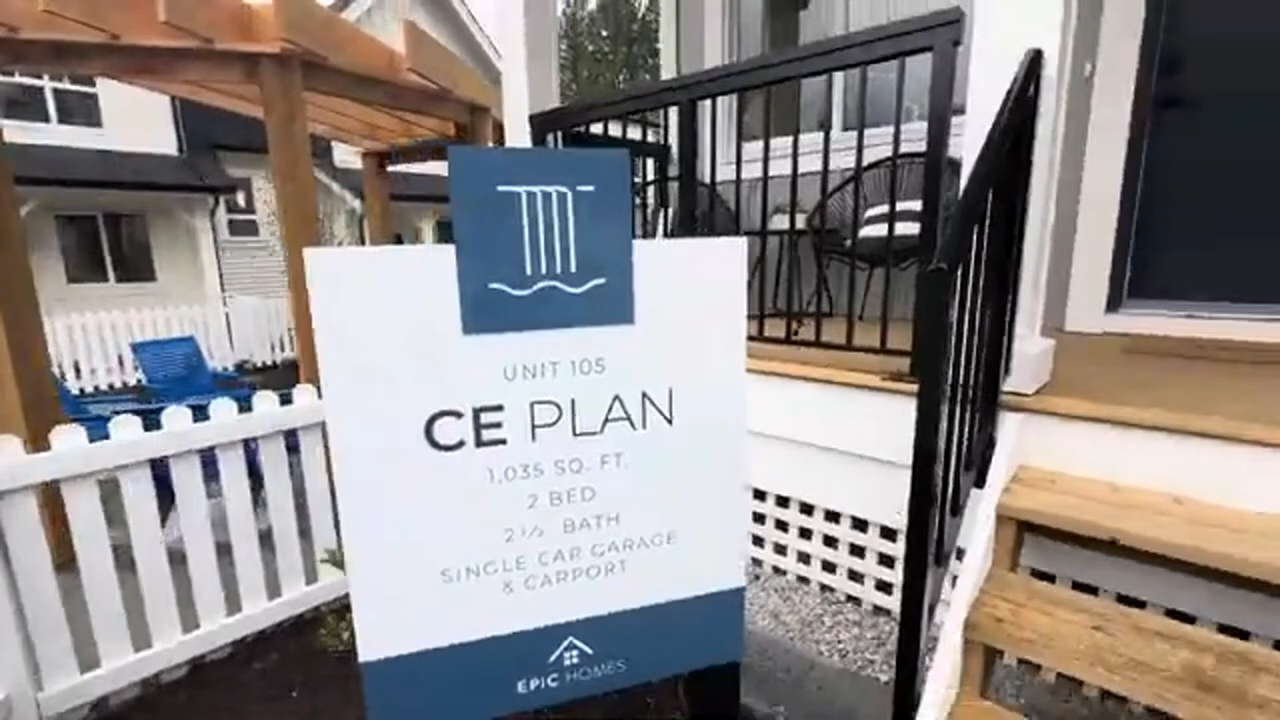 UNIT 105
CE PLAN
1,035 SQ. FT.
2 BED
2½ BATH
SINGLE CAR GARAGE
& CARPORT
EPIC HOMES